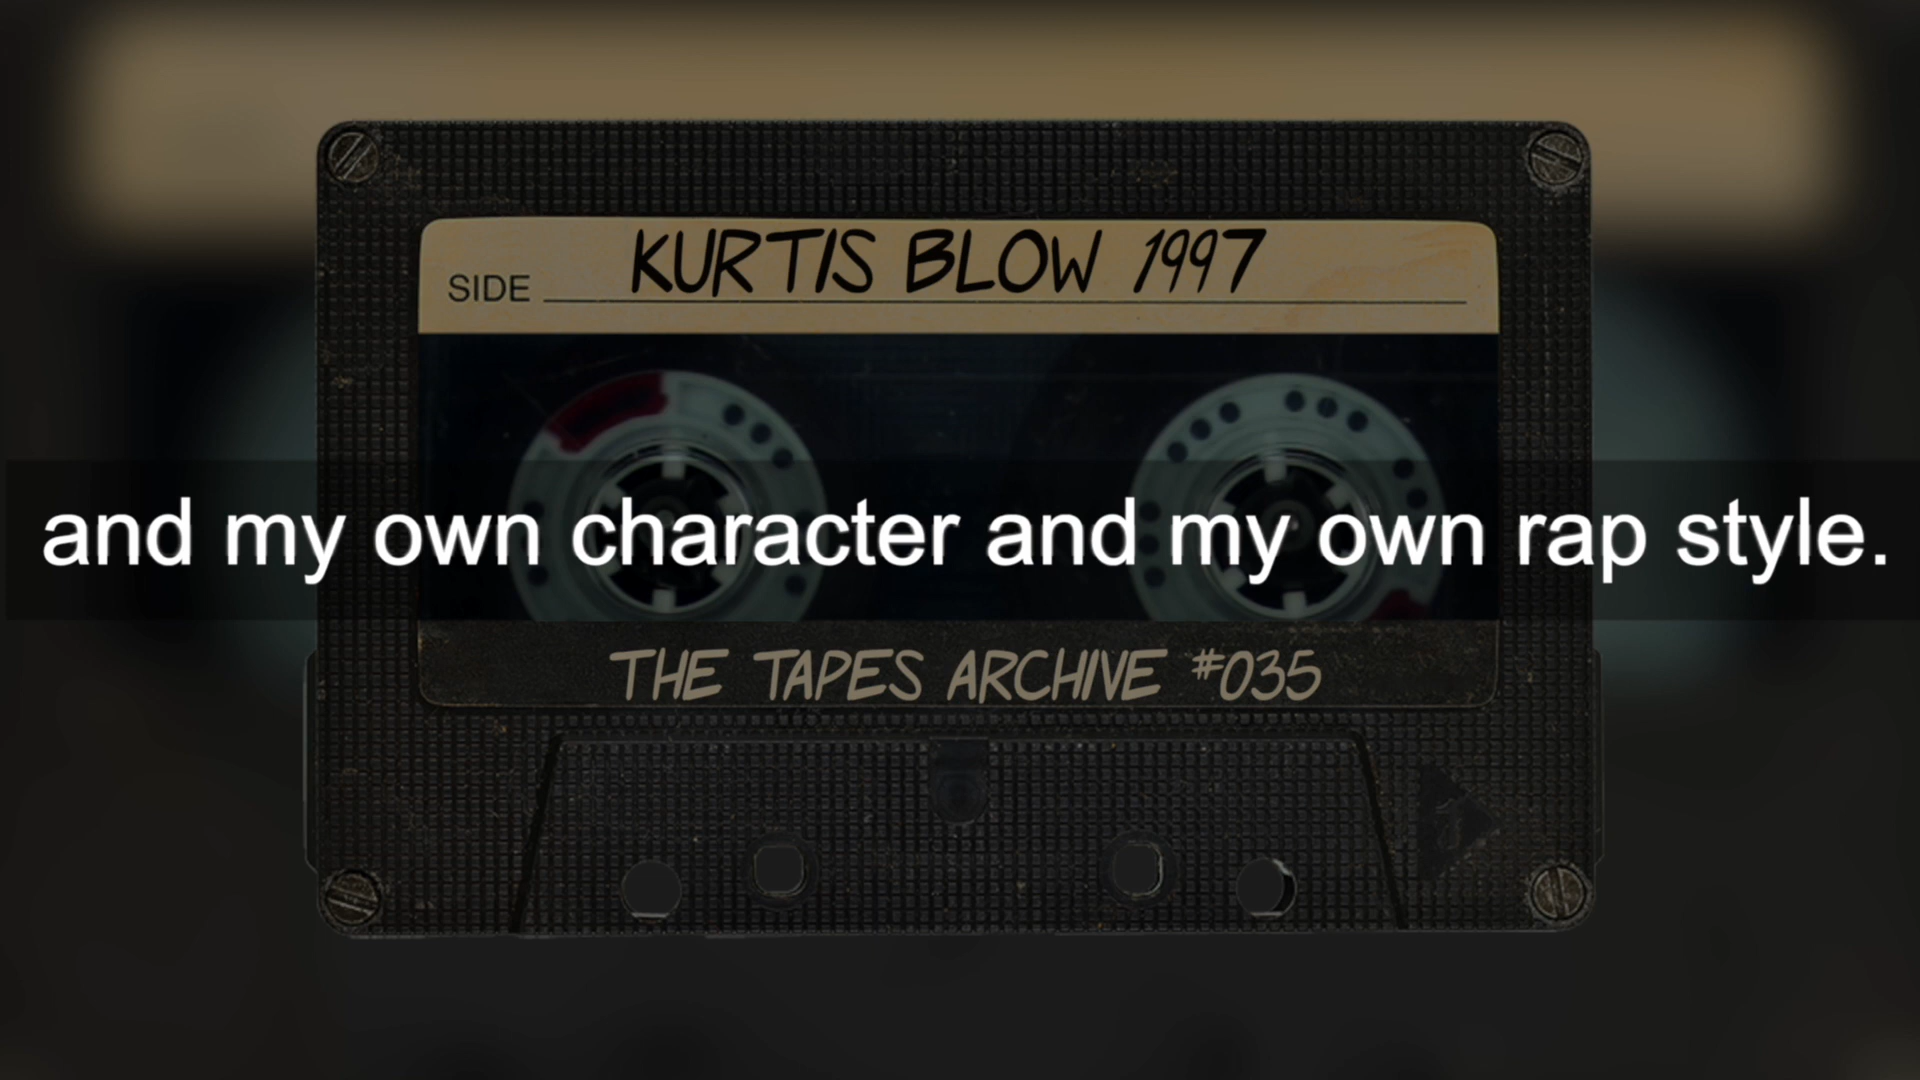 KURTIS BLOW 1997
SIDE
and my own character and my own rap style.
THE TAPES ARCHIVE #035